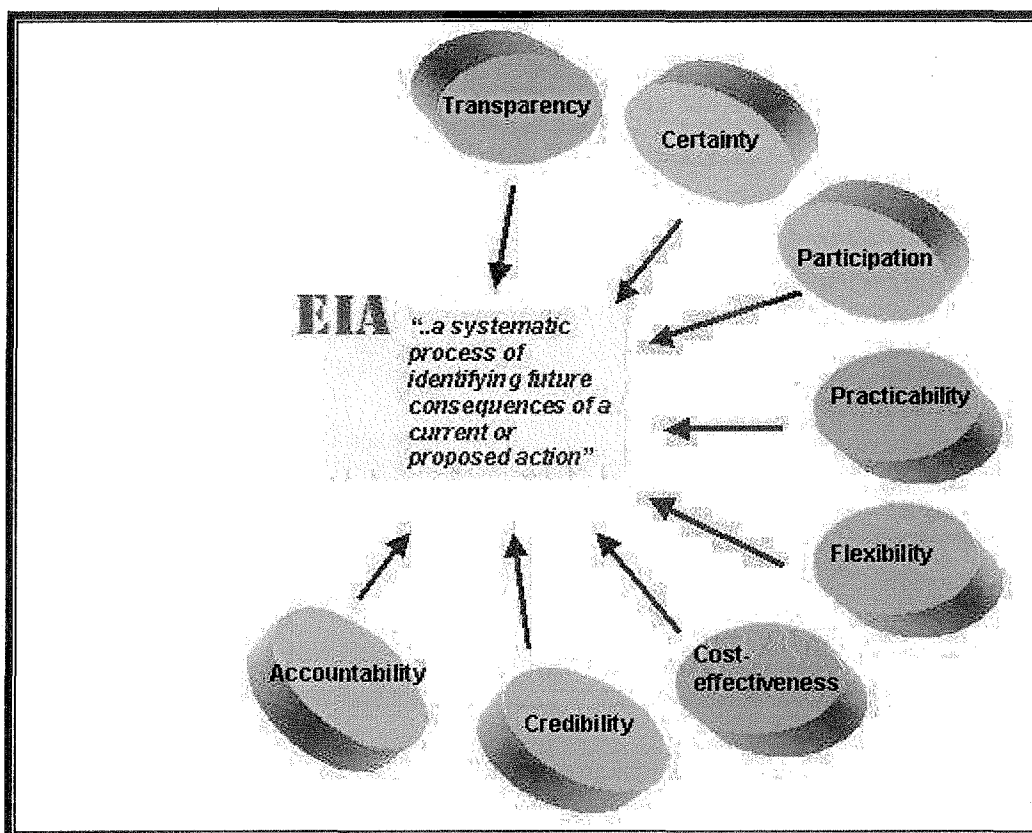 Transparency
Certainty
Participation
EIA
"..a systematic
process of
identifying future
consequences of a
current or
proposed action"
Practicability
Flexibility
Cost-
effectiveness
Credibility
Accountability